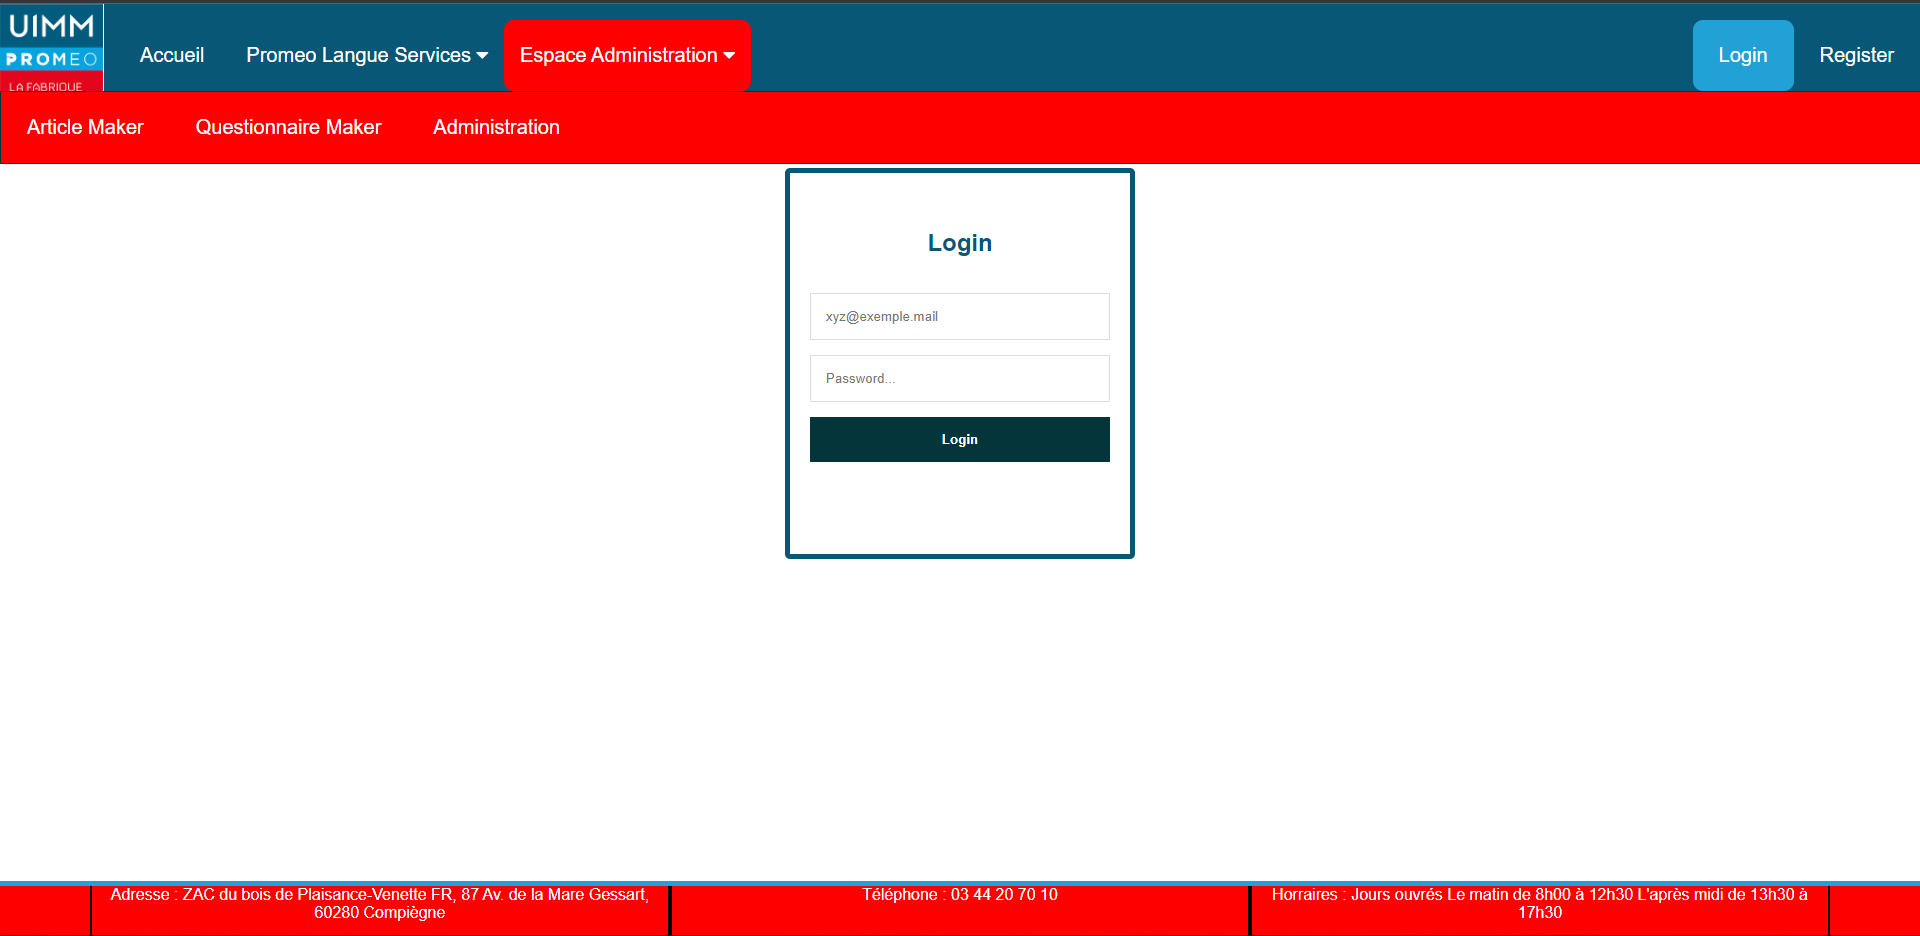 UIMM
PROMEO
LA FABRIQUE
Accueil
Promeo Langue Services
Espace Administration
Login
Register
Article Maker
Questionnaire Maker
Administration
Login
xyz@exemple.mail
Password...
Login
Adresse : ZAC du bois de Plaisance-Venette FR, 87 Av. de la Mare Gessart,
60280 Compiègne
Téléphone : 03 44 20 70 10
Horraires : Jours ouvrés Le matin de 8h00 à 12h30 L'après midi de 13h30 à
17h30